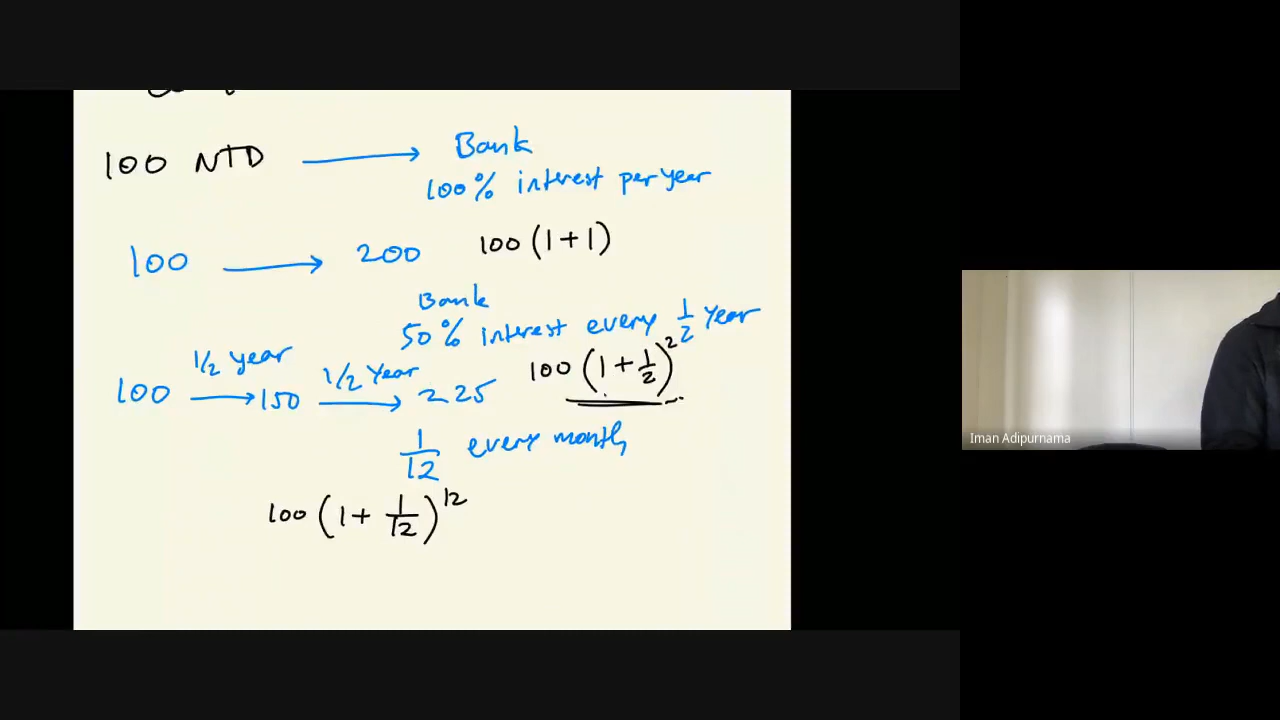 100 NTD → Bank
100% interest per year
100 → 200 100 (1 + 1)
Bank
50% interest every 1/2 year
1/2 year 1/2 Year
100 → 150 → 225 100 (1 + 1/2)^2
1/12 every month
100 (1 + 1/12)^12
Iman Adipurnama